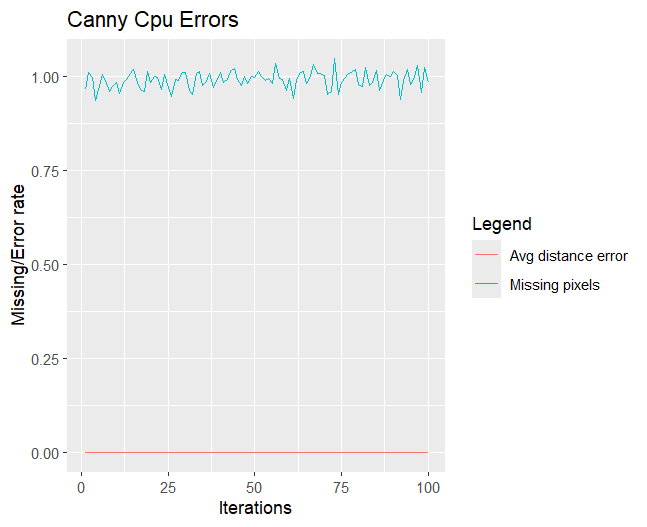 Canny Cpu Errors
Missing/Error rate
1.00
0.75
0.50
0.25
0.00
0 25 50 75 100
Iterations
Legend
Avg distance error
Missing pixels